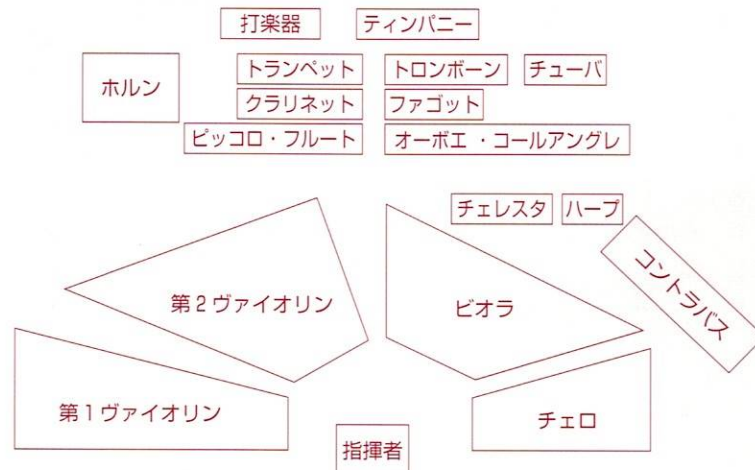 打楽器
ティンパニー
ホルン
トランペット
トロンボーン
チューバ
クラリネット
ファゴット
ピッコロ・フルート
オーボエ・コールアングレ
チェレスタ
ハープ
コントラバス
第2ヴァイオリン
ビオラ
第1ヴァイオリン
チェロ
指揮者